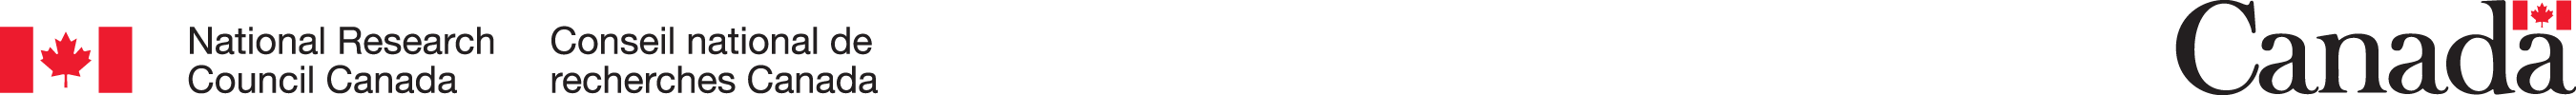 National Research
Council Canada
Conseil national de
recherches Canada
Canada